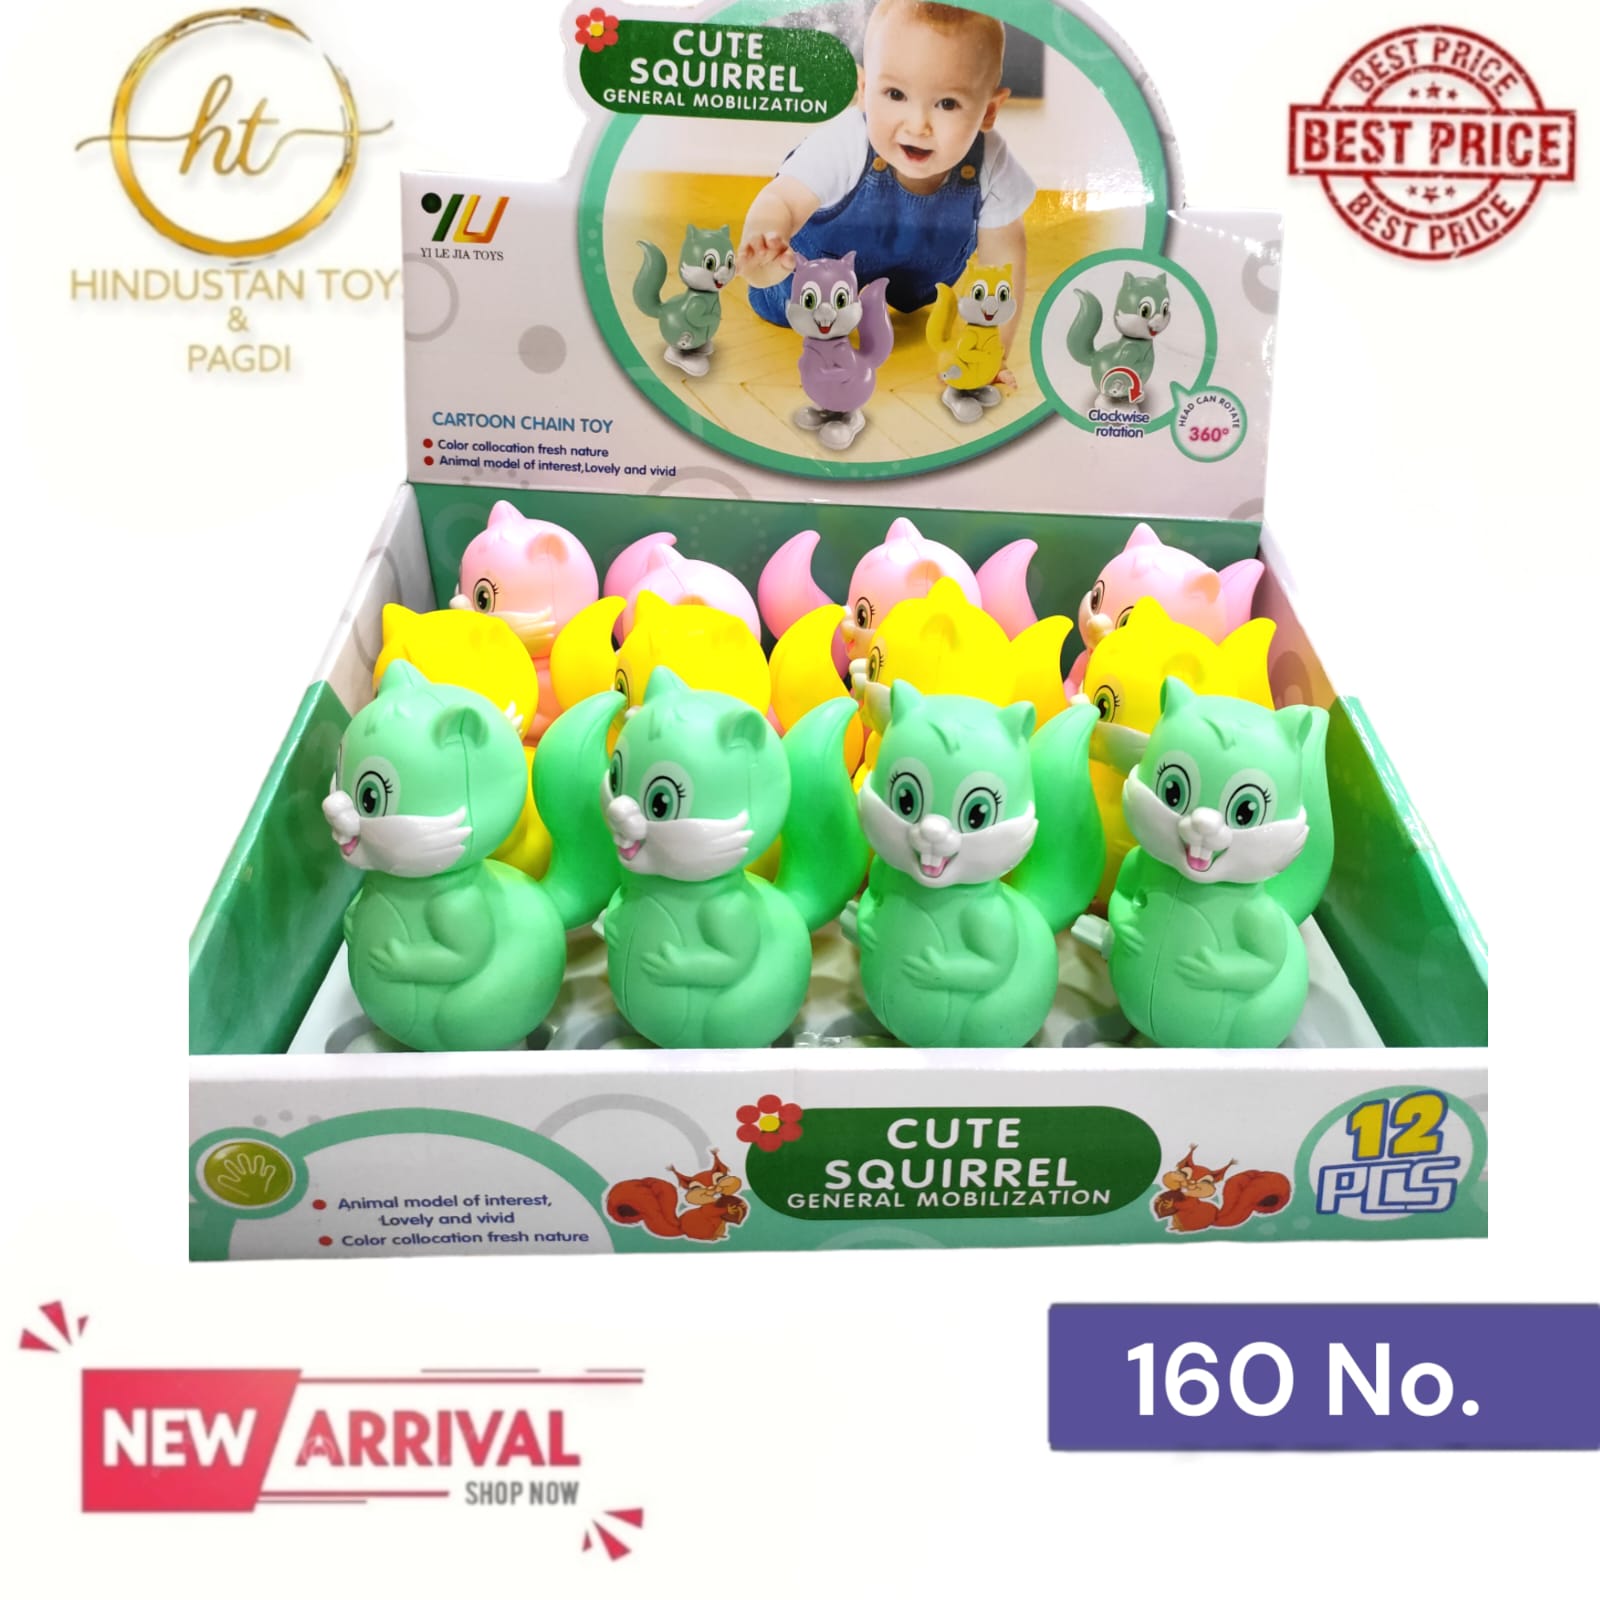 ht
HINDUSTAN TOY
&
PAGDI
CUTE
SQUIRREL
GENERAL MOBILIZATION
BEST PRICE
BEST PRICE
BEST PRICE
YI LE JIA TOYS
CARTOON CHAIN TOY
Color collocation fresh nature
Animal model of interest,Lovely and vivid
Clockwise
rotation
HEAD CAN ROTATE
360°
CUTE
SQUIRREL
GENERAL MOBILIZATION
12
PCS
Animal model of interest,
Lovely and vivid
Color collocation fresh nature
NEW ARRIVAL
SHOP NOW
160 No.